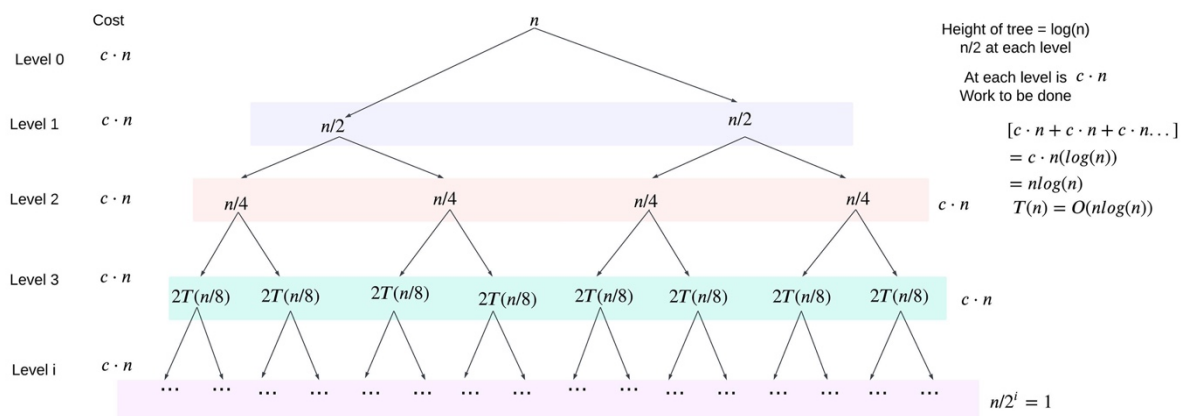 Cost n
Height of tree = log(n)
n/2 at each level
Level 0 c · n
At each level is c · n
Work to be done
Level 1 c · n n/2 n/2
[c · n + c · n + c · n. . . ]
= c · n(log(n))
= nlog(n)
T(n) = O(nlog(n))
Level 2 c · n n/4 n/4 n/4 n/4 c · n
Level 3 c · n 2T(n/8) 2T(n/8) 2T(n/8) 2T(n/8) 2T(n/8) 2T(n/8) 2T(n/8) 2T(n/8) c · n
Level i c · n
... ... ... ... ... ... ... ... ... ... ... ... ... ... ... ... n/2ⁱ = 1